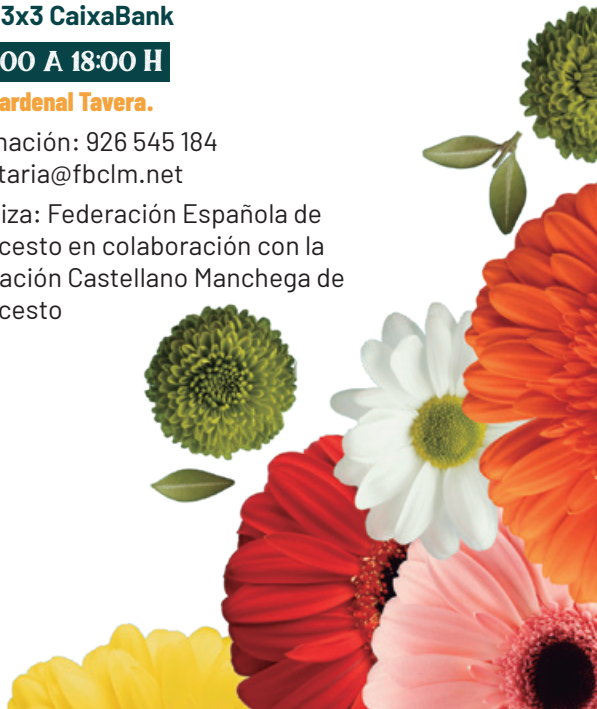 3x3 CaixaBank
00 A 18:00 H
ardenal Tavera.
mación: 926 545 184
taria@fbclm.net
iza: Federación Española de
cesto en colaboración con la
ación Castellano Manchega de
cesto